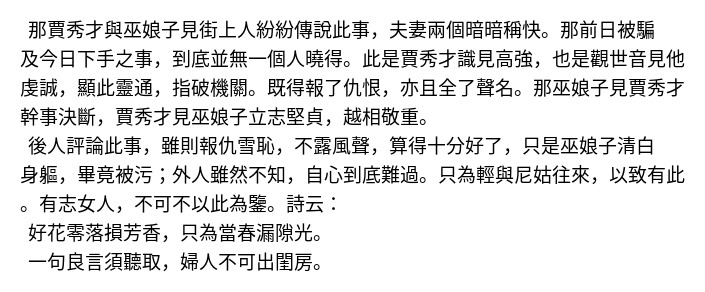 那賈秀才與巫娘子見街上人紛紛傳說此事，夫妻兩個暗暗稱快。那前日被騙
及今日下手之事，到底並無一個人曉得。此是賈秀才識見高強，也是觀世音見他
虔誠，顯此靈通，指破機關。既得報了仇恨，亦且全了聲名。那巫娘子見賈秀才
幹事決斷，賈秀才見巫娘子立志堅貞，越相敬重。
後人評論此事，雖則報仇雪恥，不露風聲，算得十分好了，只是巫娘子清白
身軀，畢竟被污；外人雖然不知，自心到底難過。只為輕與尼姑往來，以致有此
。有志女人，不可不以此為鑒。詩云：
好花零落損芳香，只為當春漏隙光。
一句良言須聽取，婦人不可出閨房。